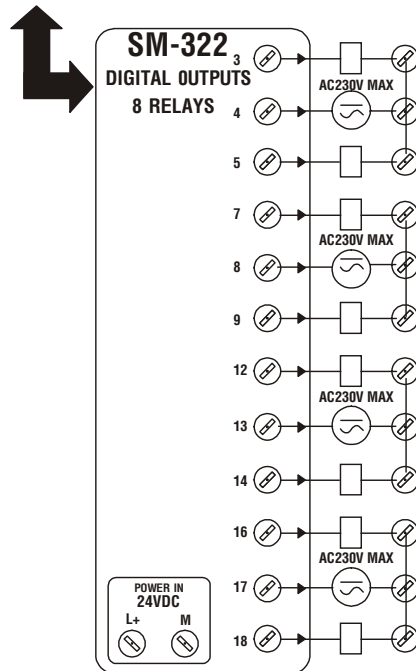 SM-322
DIGITAL OUTPUTS
8 RELAYS
3
AC230V MAX
4
5
7
AC230V MAX
8
9
12
AC230V MAX
13
14
16
AC230V MAX
17
18
POWER IN
24VDC
L+ M